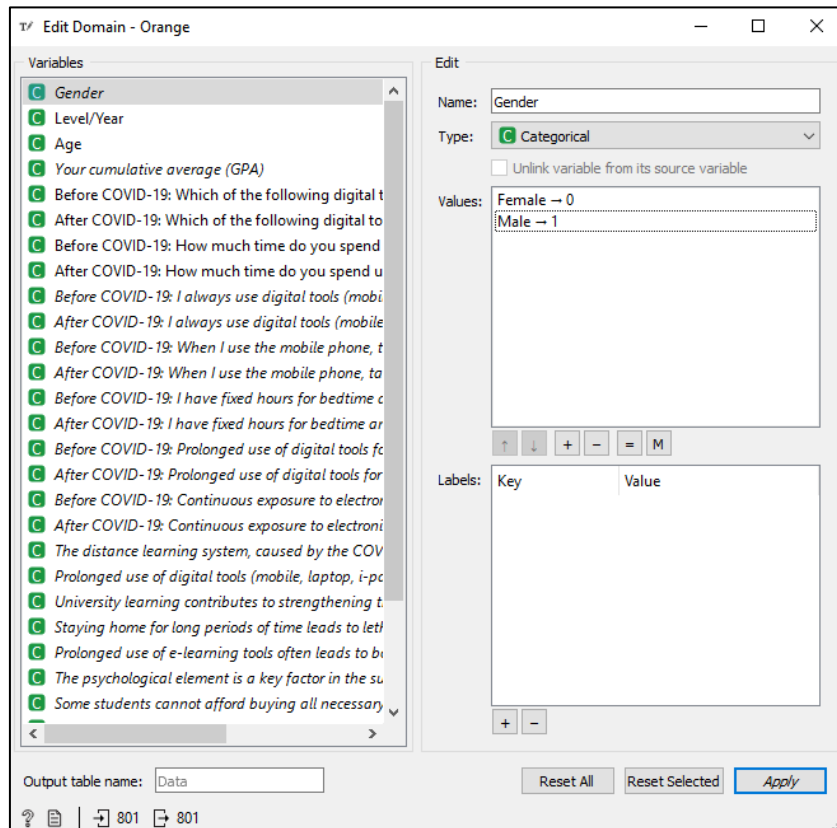 Edit Domain - Orange
Variables
C Gender
C Level/Year
C Age
C Your cumulative average (GPA)
C Before COVID-19: Which of the following digital t
C After COVID-19: Which of the following digital to
C Before COVID-19: How much time do you spend
C After COVID-19: How much time do you spend u
C Before COVID-19: I always use digital tools (mobi
C After COVID-19: I always use digital tools (mobile
C Before COVID-19: When I use the mobile phone, t
C After COVID-19: When I use the mobile phone, ta
C Before COVID-19: I have fixed hours for bedtime a
C After COVID-19: I have fixed hours for bedtime ar
C Before COVID-19: Prolonged use of digital tools fo
C After COVID-19: Prolonged use of digital tools for
C Before COVID-19: Continuous exposure to electror
C After COVID-19: Continuous exposure to electroni
C The distance learning system, caused by the COV
C Prolonged use of digital tools (mobile, laptop, i-pa
C University learning contributes to strengthening t
C Staying home for long periods of time leads to leth
C Prolonged use of e-learning tools often leads to bo
C The psychological element is a key factor in the su
C Some students cannot afford buying all necessary
Edit
Name: Gender
Type: C Categorical
Unlink variable from its source variable
Values: Female → 0
Male → 1
↑ ↓ + − = M
Labels: Key Value
+ −
Output table name: Data
Reset All Reset Selected Apply
? 801 801